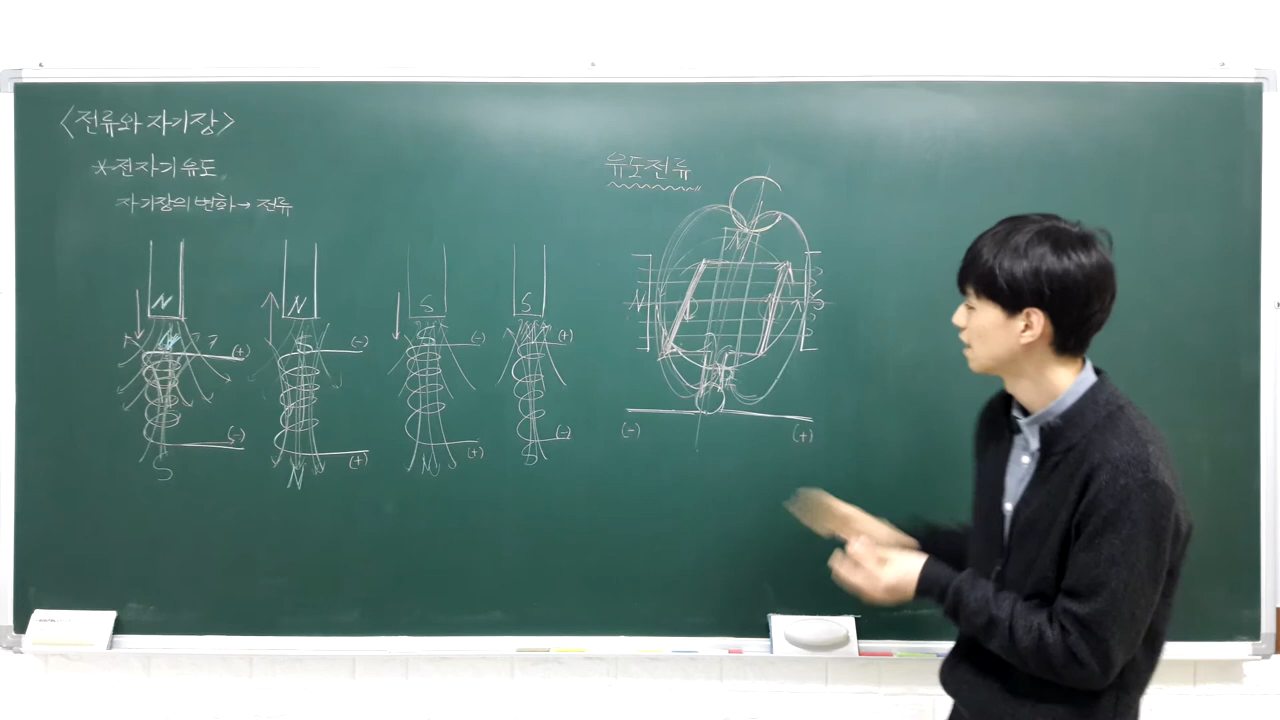 <전류와 자기장>
*전자기유도
자기장의 변화→ 전류
유도전류
N N S S
(+) (-) (-) (+)
S S
(-) (+) (+) (-)
S N N S
N
N S
(-) (+)